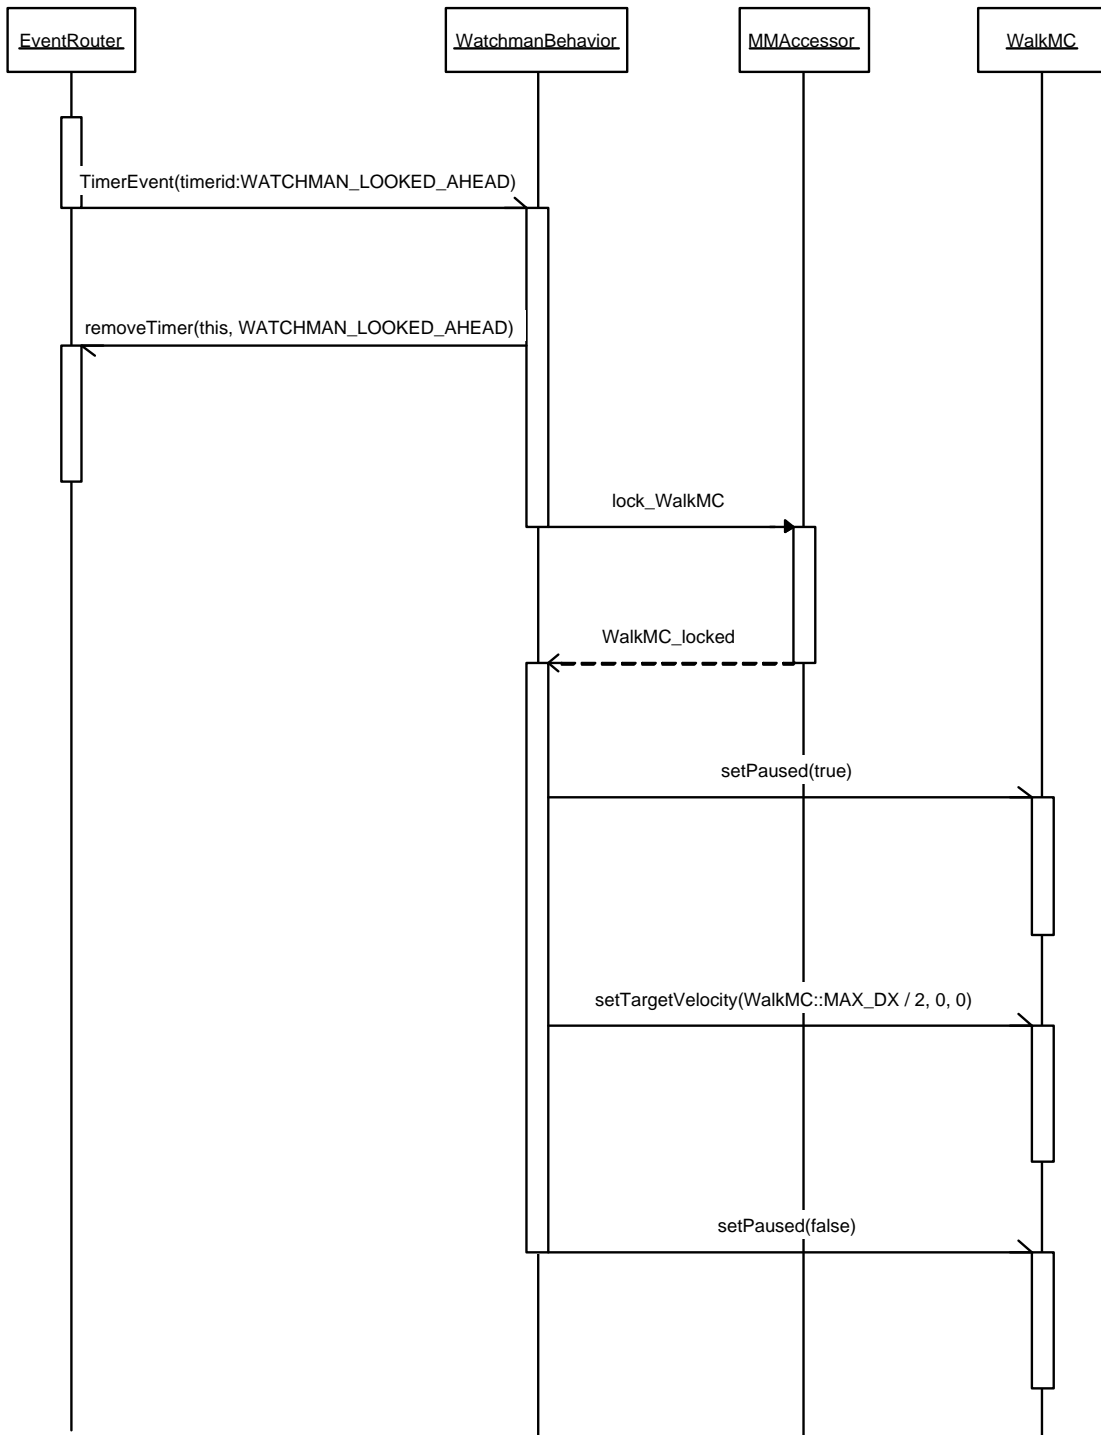 EventRouter
WatchmanBehavior
MMAccessor
WalkMC
TimerEvent(timerid:WATCHMAN_LOOKED_AHEAD)
removeTimer(this, WATCHMAN_LOOKED_AHEAD)
lock_WalkMC
WalkMC_locked
setPaused(true)
setTargetVelocity(WalkMC::MAX_DX / 2, 0, 0)
setPaused(false)